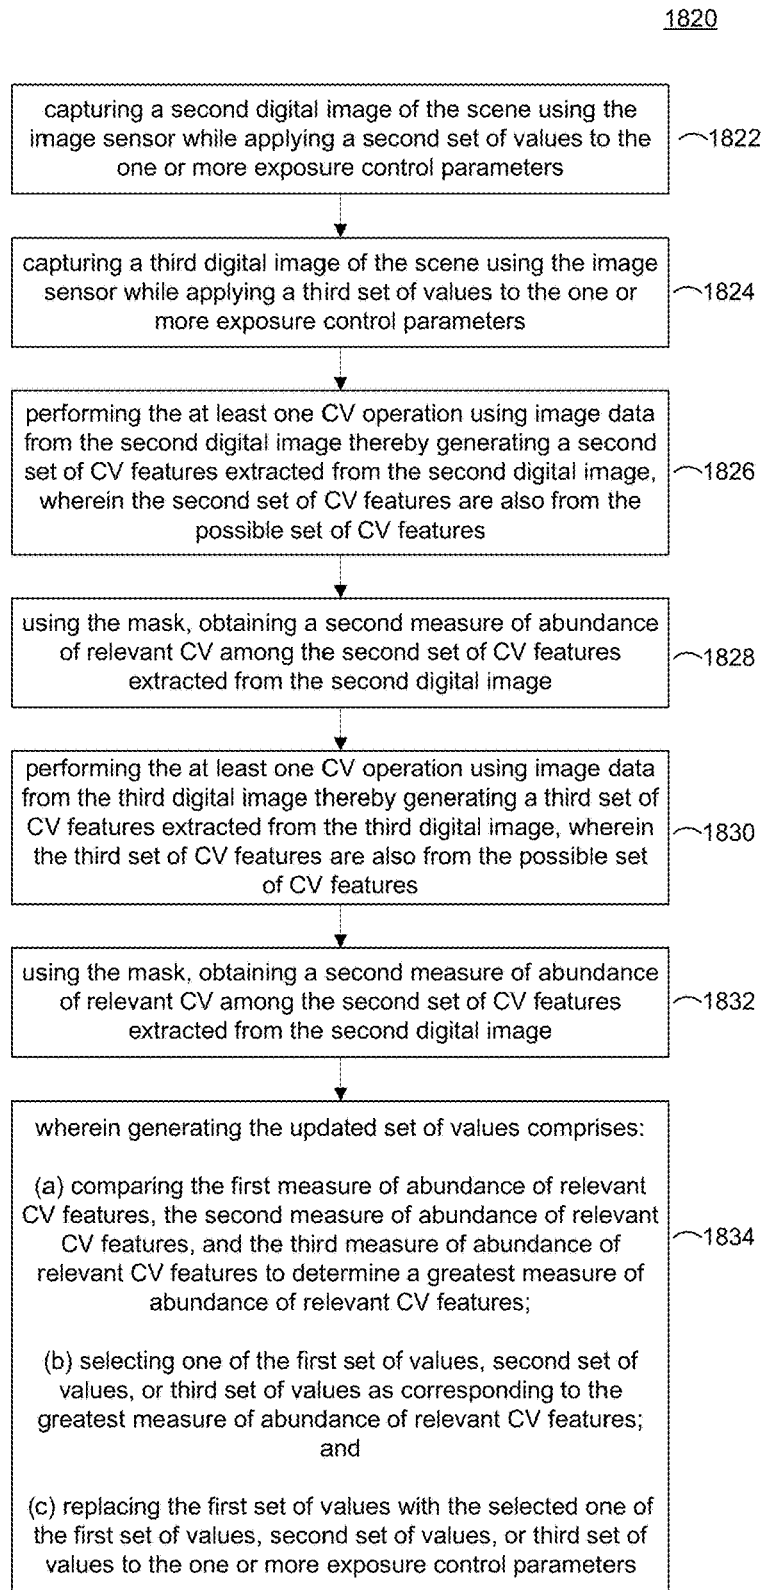 1820
capturing a second digital image of the scene using the
image sensor while applying a second set of values to the
one or more exposure control parameters
1822
capturing a third digital image of the scene using the image
sensor while applying a third set of values to the one or
more exposure control parameters
1824
performing the at least one CV operation using image data
from the second digital image thereby generating a second
set of CV features extracted from the second digital image,
wherein the second set of CV features are also from the
possible set of CV features
1826
using the mask, obtaining a second measure of abundance
of relevant CV among the second set of CV features
extracted from the second digital image
1828
performing the at least one CV operation using image data
from the third digital image thereby generating a third set of
CV features extracted from the third digital image, wherein
the third set of CV features are also from the possible set
of CV features
1830
using the mask, obtaining a second measure of abundance
of relevant CV among the second set of CV features
extracted from the second digital image
1832
wherein generating the updated set of values comprises:
(a) comparing the first measure of abundance of relevant
CV features, the second measure of abundance of relevant
CV features, and the third measure of abundance of
relevant CV features to determine a greatest measure of
abundance of relevant CV features;
(b) selecting one of the first set of values, second set of
values, or third set of values as corresponding to the
greatest measure of abundance of relevant CV features;
and
(c) replacing the first set of values with the selected one of
the first set of values, second set of values, or third set of
values to the one or more exposure control parameters
1834